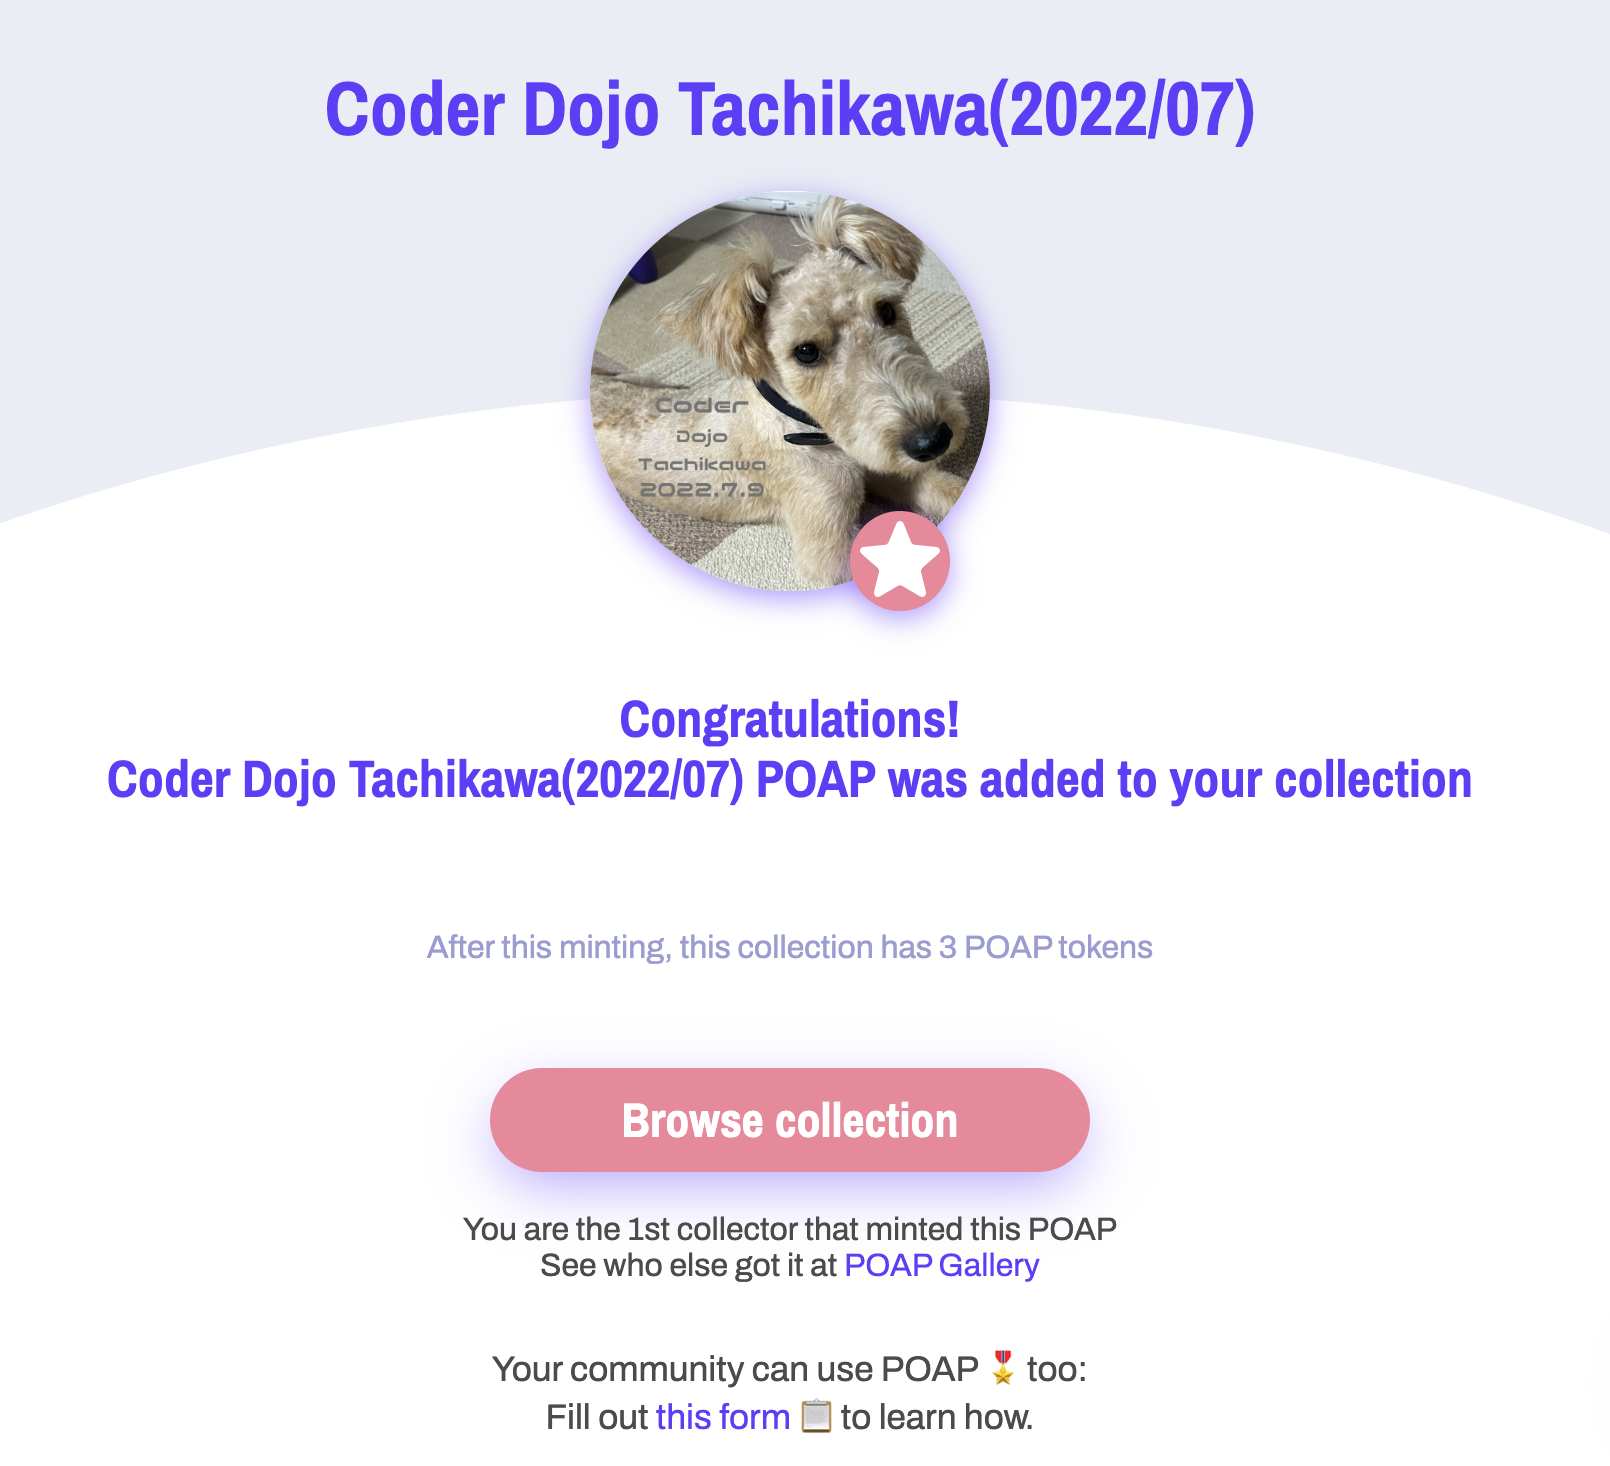 Coder Dojo Tachikawa(2022/07)
Coder
Dojo
Tachikawa
2022.7.9
Congratulations!
Coder Dojo Tachikawa(2022/07) POAP was added to your collection
After this minting, this collection has 3 POAP tokens
Browse collection
You are the 1st collector that minted this POAP
See who else got it at POAP Gallery
Your community can use POAP 🎖️ too:
Fill out this form 📋 to learn how.